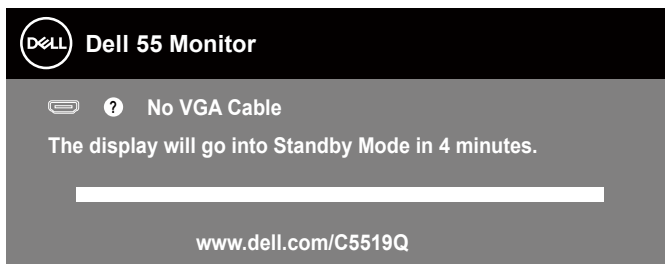 DELL
Dell 55 Monitor
? No VGA Cable
The display will go into Standby Mode in 4 minutes.
www.dell.com/C5519Q